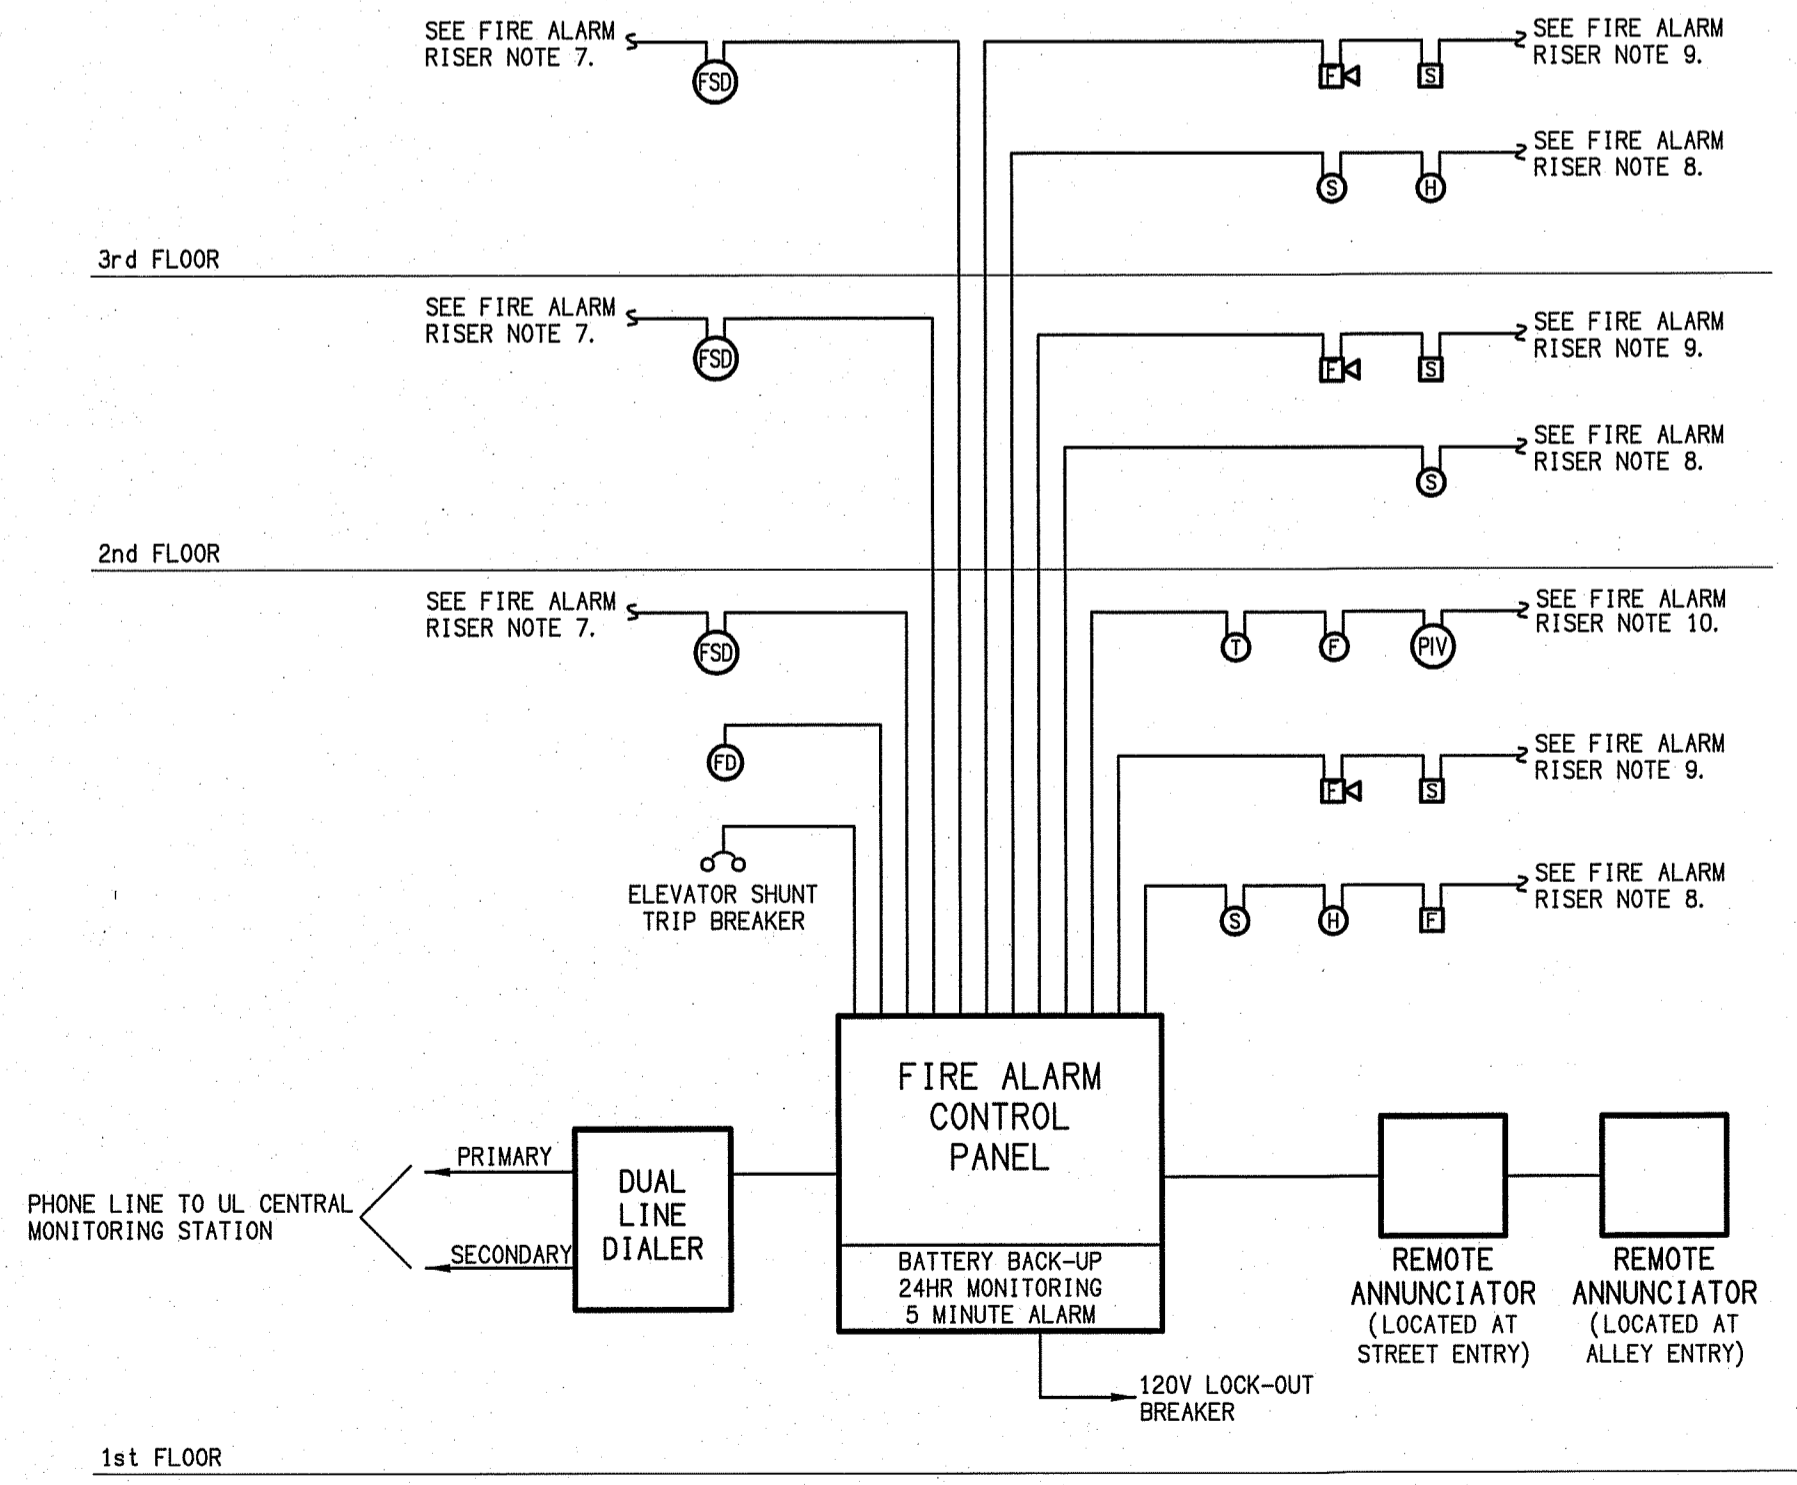 SEE FIRE ALARM
RISER NOTE 7.
FSD
F
S
SEE FIRE ALARM
RISER NOTE 9.
S
H
SEE FIRE ALARM
RISER NOTE 8.
3rd FLOOR
SEE FIRE ALARM
RISER NOTE 7.
FSD
F
S
SEE FIRE ALARM
RISER NOTE 9.
S
SEE FIRE ALARM
RISER NOTE 8.
2nd FLOOR
SEE FIRE ALARM
RISER NOTE 7.
FSD
T
F
PIV
SEE FIRE ALARM
RISER NOTE 10.
FD
F
S
SEE FIRE ALARM
RISER NOTE 9.
ELEVATOR SHUNT
TRIP BREAKER
S
H
F
SEE FIRE ALARM
RISER NOTE 8.
FIRE ALARM
CONTROL
PANEL
BATTERY BACK-UP
24HR MONITORING
5 MINUTE ALARM
DUAL
LINE
DIALER
PRIMARY
SECONDARY
PHONE LINE TO UL CENTRAL
MONITORING STATION
REMOTE
ANNUNCIATOR
(LOCATED AT
STREET ENTRY)
REMOTE
ANNUNCIATOR
(LOCATED AT
ALLEY ENTRY)
120V LOCK-OUT
BREAKER
1st FLOOR